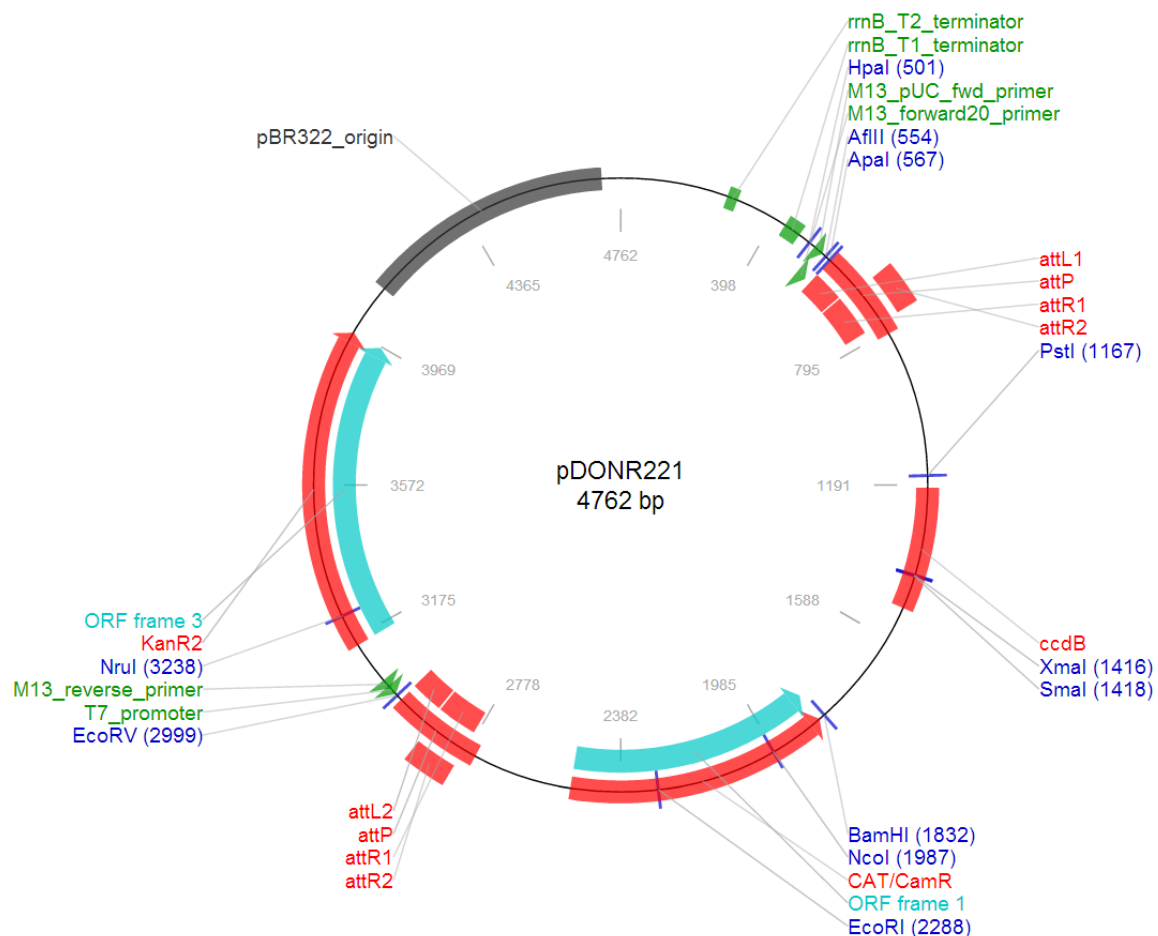 rrnB_T2_terminator
rrnB_T1_terminator
HpaI (501)
M13_pUC_fwd_primer
M13_forward20_primer
AflII (554)
ApaI (567)
pBR322_origin
4762
4365
398
attL1
attP
attR1
attR2
PstI (1167)
3969
795
pDONR221
4762 bp
3572
1191
3175
1588
ORF frame 3
KanR2
NruI (3238)
M13_reverse_primer
T7_promoter
EcoRV (2999)
ccdB
XmaI (1416)
SmaI (1418)
2778
1985
2382
attL2
attP
attR1
attR2
BamHI (1832)
NcoI (1987)
CAT/CamR
ORF frame 1
EcoRI (2288)